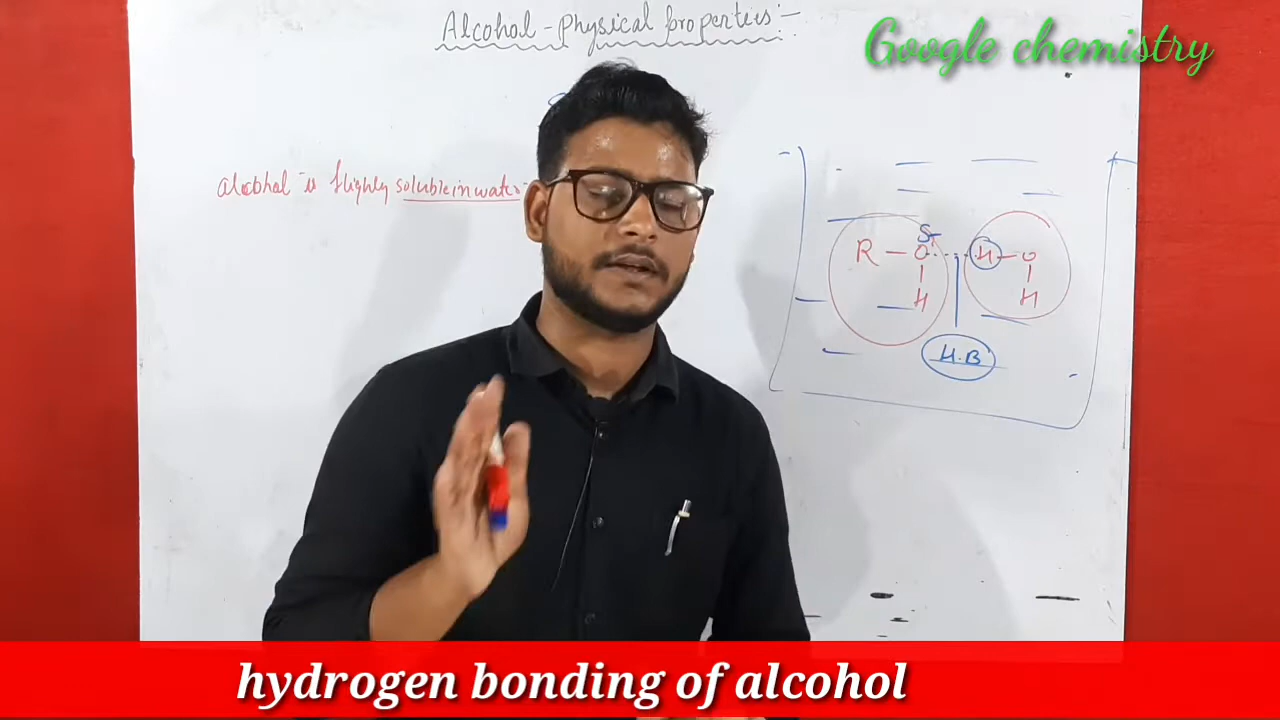 Alcohol - physical properties :-
Google chemistry
alcohol is highly soluble in water
R - O ... H - O
δ-
H H
H.B
hydrogen bonding of alcohol